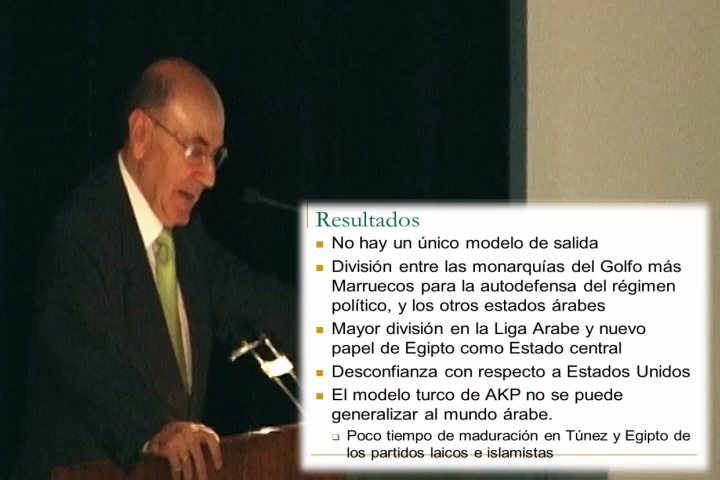 Resultados
No hay un único modelo de salida
División entre las monarquías del Golfo más
Marruecos para la autodefensa del régimen
político, y los otros estados árabes
Mayor división en la Liga Arabe y nuevo
papel de Egipto como Estado central
Desconfianza con respecto a Estados Unidos
El modelo turco de AKP no se puede
generalizar al mundo árabe.
Poco tiempo de maduración en Túnez y Egipto de
los partidos laicos e islamistas